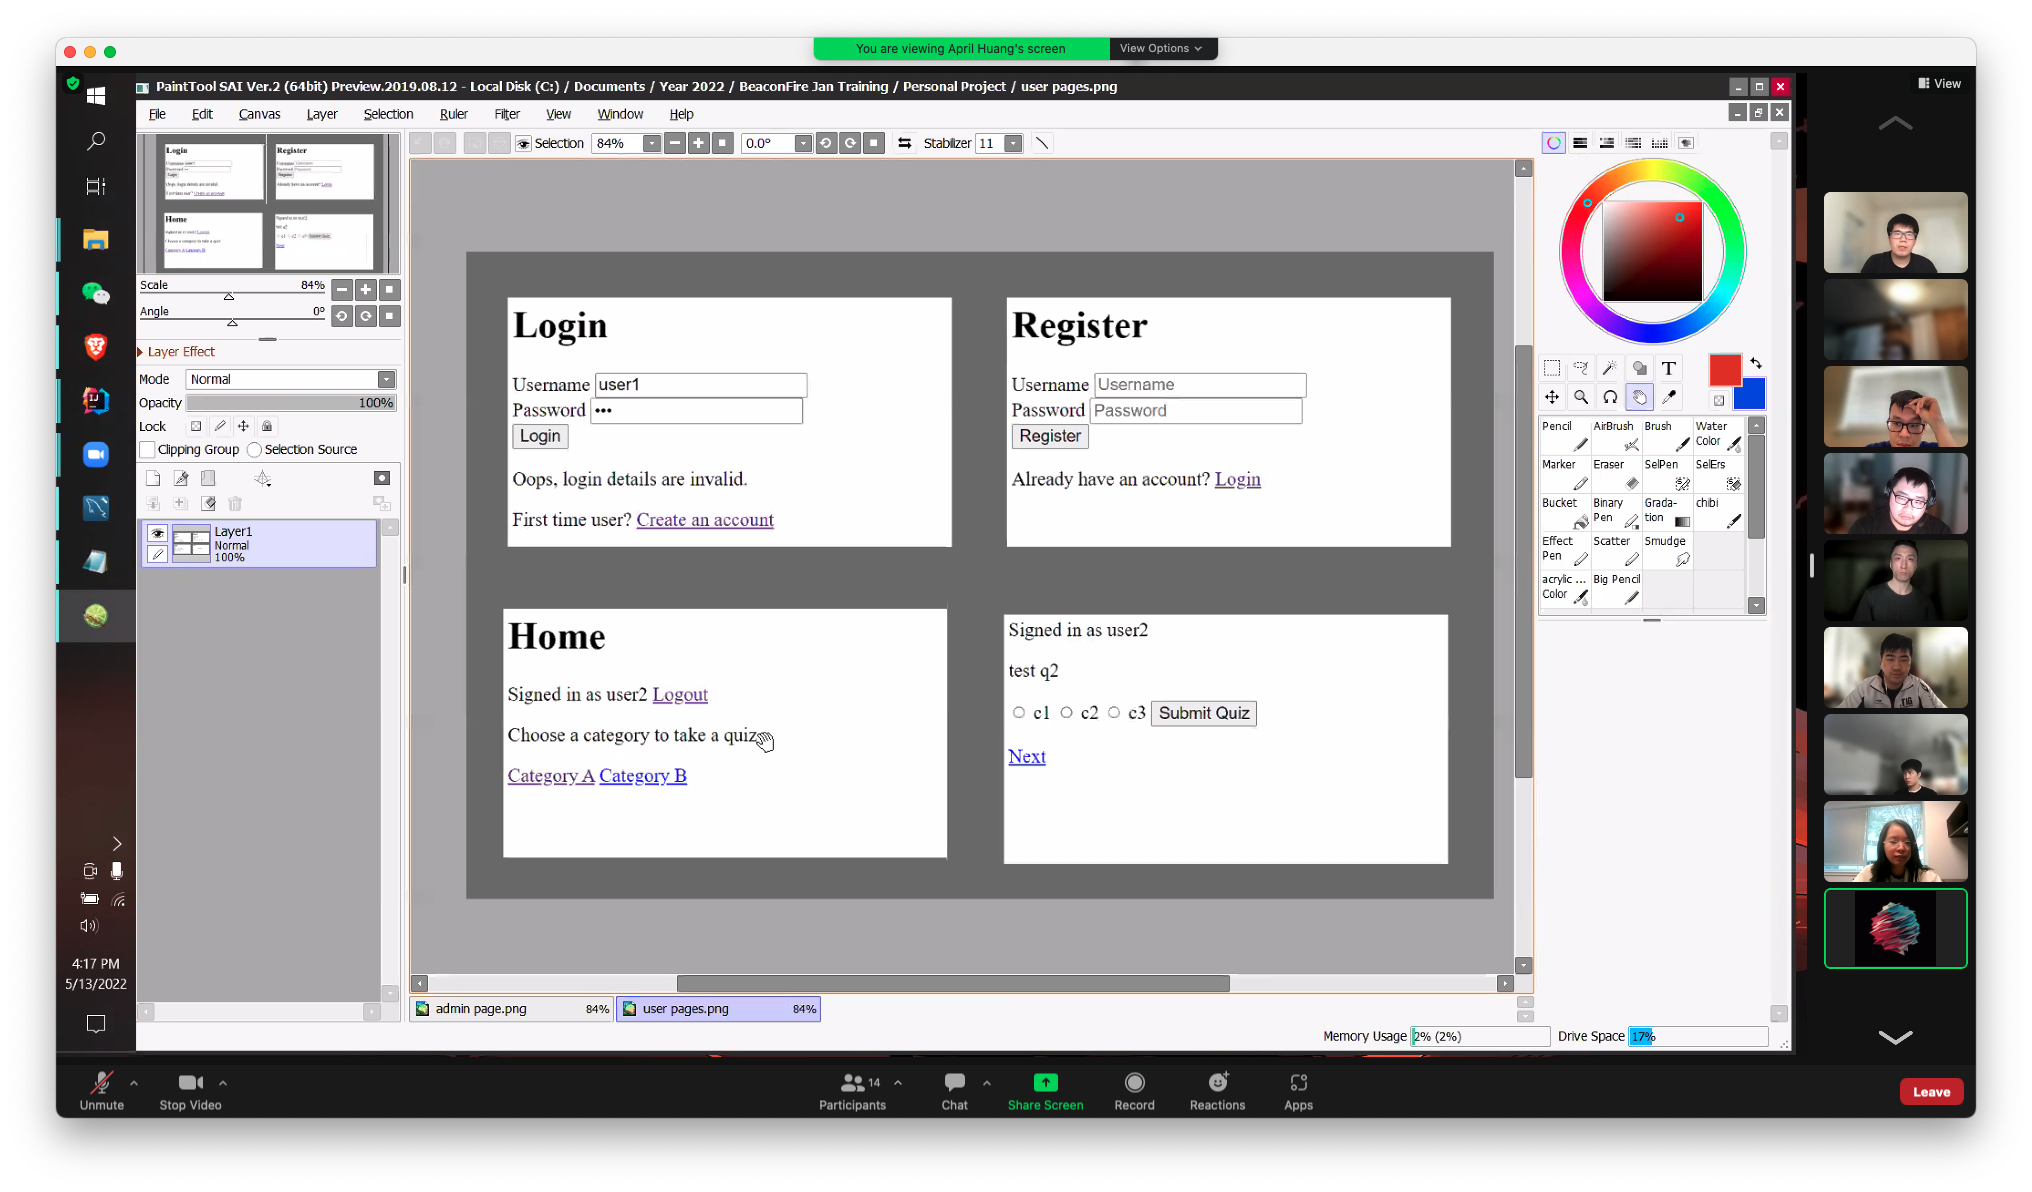 You are viewing April Huang's screen
View Options
View
PaintTool SAI Ver.2 (64bit) Preview.2019.08.12 - Local Disk (C:) / Documents / Year 2022 / BeaconFire Jan Training / Personal Project / user pages.png
File Edit Canvas Layer Selection Ruler Filter View Window Help
Selection 84% 0.0° Stabilizer 11
Login
Register
Home
Scale 84%
Angle 0°
Layer Effect
Mode Normal
Opacity 100%
Lock
Clipping Group Selection Source
Layer1
Normal
100%
Login
Username user1
Password •••
Login
Oops, login details are invalid.
First time user? Create an account
Register
Username Username
Password Password
Register
Already have an account? Login
Home
Signed in as user2 Logout
Choose a category to take a quiz
Category A Category B
Signed in as user2
test q2
c1 c2 c3 Submit Quiz
Next
T
Pencil AirBrush Brush Water Color
Marker Eraser SelPen SelErs
Bucket Binary Pen Grada-tion chibi
Effect Pen Scatter Smudge
acrylic ... Color Big Pencil
4:17 PM
5/13/2022
admin page.png 84% user pages.png 84%
Memory Usage 2% (2%) Drive Space 17%
Unmute
Stop Video
14
Participants
Chat
Share Screen
Record
Reactions
Apps
Leave